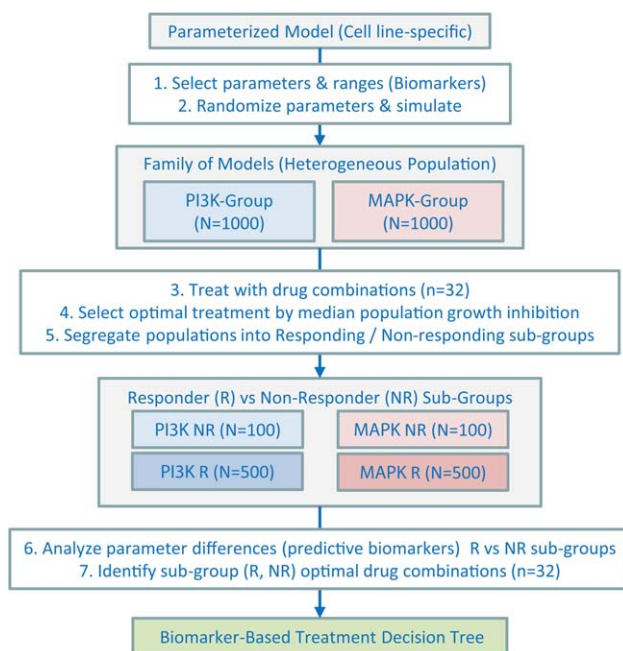 Parameterized Model (Cell line-specific)
1. Select parameters & ranges (Biomarkers)
2. Randomize parameters & simulate
Family of Models (Heterogeneous Population)
PI3K-Group
(N=1000)
MAPK-Group
(N=1000)
3. Treat with drug combinations (n=32)
4. Select optimal treatment by median population growth inhibition
5. Segregate populations into Responding / Non-responding sub-groups
Responder (R) vs Non-Responder (NR) Sub-Groups
PI3K NR (N=100)
MAPK NR (N=100)
PI3K R (N=500)
MAPK R (N=500)
6. Analyze parameter differences (predictive biomarkers) R vs NR sub-groups
7. Identify sub-group (R, NR) optimal drug combinations (n=32)
Biomarker-Based Treatment Decision Tree